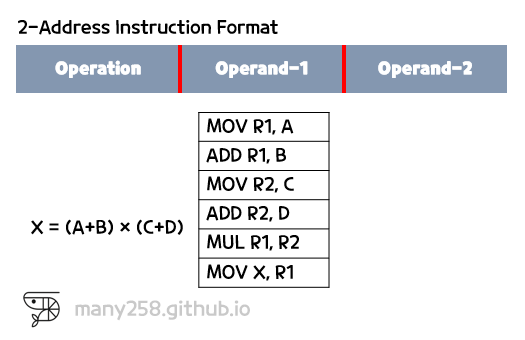 2-Address Instruction Format
Operation Operand-1 Operand-2
MOV R1, A
ADD R1, B
MOV R2, C
ADD R2, D
X = (A+B) × (C+D)
MUL R1, R2
MOV X, R1
many258.github.io